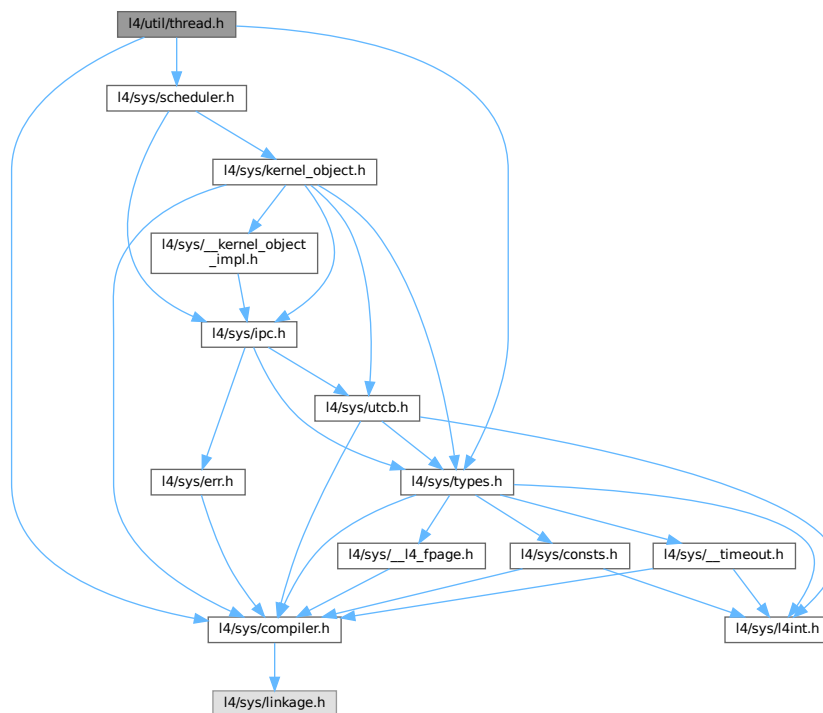 l4/util/thread.h
l4/sys/scheduler.h
l4/sys/kernel_object.h
l4/sys/__kernel_object
_impl.h
l4/sys/ipc.h
l4/sys/utcb.h
l4/sys/err.h
l4/sys/types.h
l4/sys/__l4_fpage.h
l4/sys/consts.h
l4/sys/__timeout.h
l4/sys/compiler.h
l4/sys/l4int.h
l4/sys/linkage.h